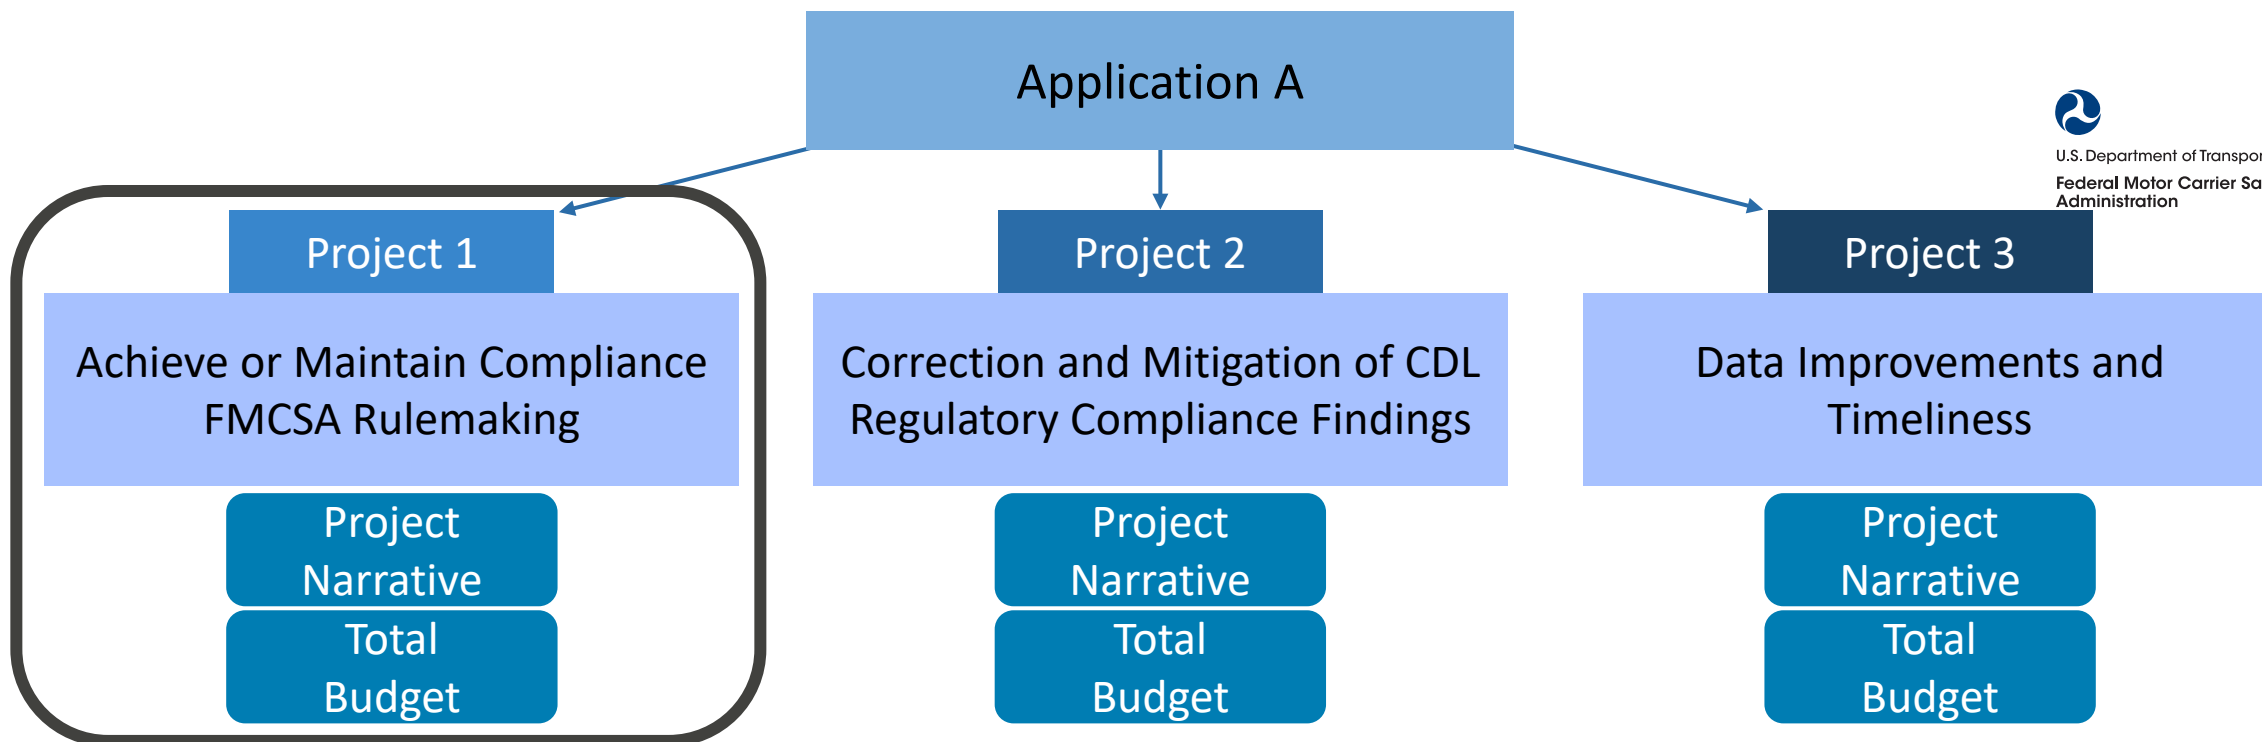 Application A
U.S. Department of Transpor
Federal Motor Carrier Sa
Administration
Project 1
Achieve or Maintain Compliance
FMCSA Rulemaking
Project
Narrative
Total
Budget
Project 2
Correction and Mitigation of CDL
Regulatory Compliance Findings
Project
Narrative
Total
Budget
Project 3
Data Improvements and
Timeliness
Project
Narrative
Total
Budget